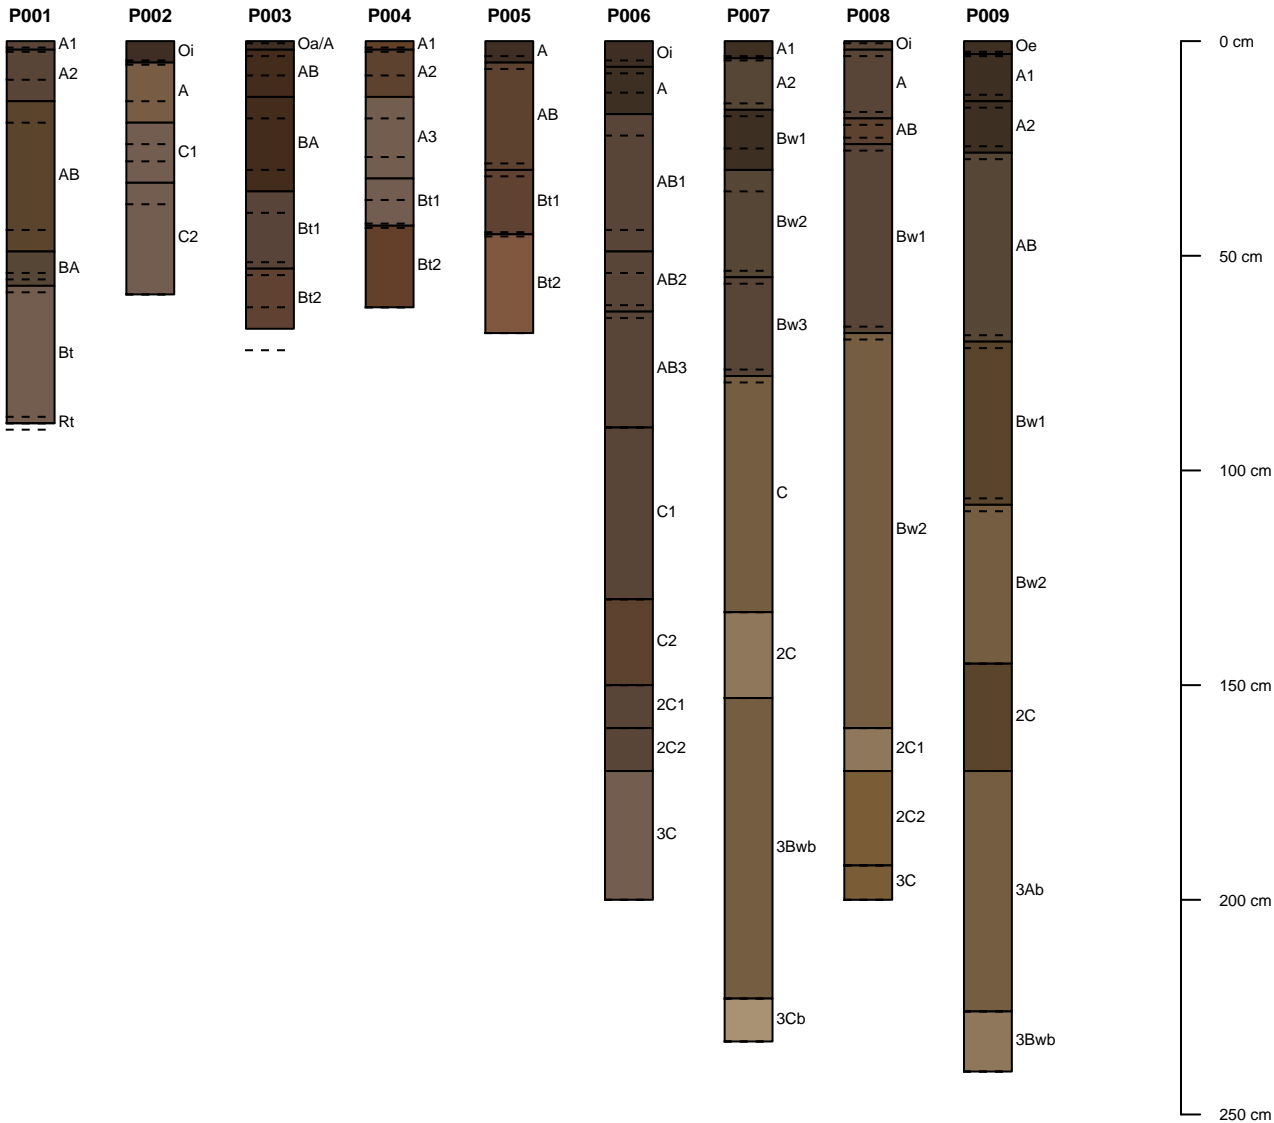 P001 P002 P003 P004 P005 P006 P007 P008 P009
A1
A2
AB
BA
Bt
Rt
Oi
A
C1
C2
Oa/A
AB
BA
Bt1
Bt2
A1
A2
A3
Bt1
Bt2
A
AB
Bt1
Bt2
Oi
A
AB1
AB2
AB3
C1
C2
2C1
2C2
3C
A1
A2
Bw1
Bw2
Bw3
C
2C
3Bwb
3Cb
Oi
A
AB
Bw1
Bw2
2C1
2C2
3C
Oe
A1
A2
AB
Bw1
Bw2
2C
3Ab
3Bwb
0 cm
50 cm
100 cm
150 cm
200 cm
250 cm